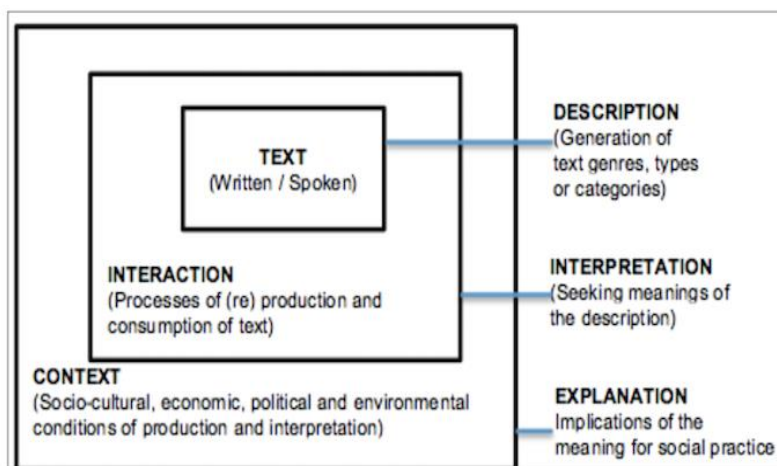 TEXT
(Written / Spoken)
INTERACTION
(Processes of (re) production and
consumption of text)
CONTEXT
(Socio-cultural, economic, political and environmental
conditions of production and interpretation)
DESCRIPTION
(Generation of
text genres, types
or categories)
INTERPRETATION
(Seeking meanings of
the description)
EXPLANATION
Implications of the
meaning for social practice